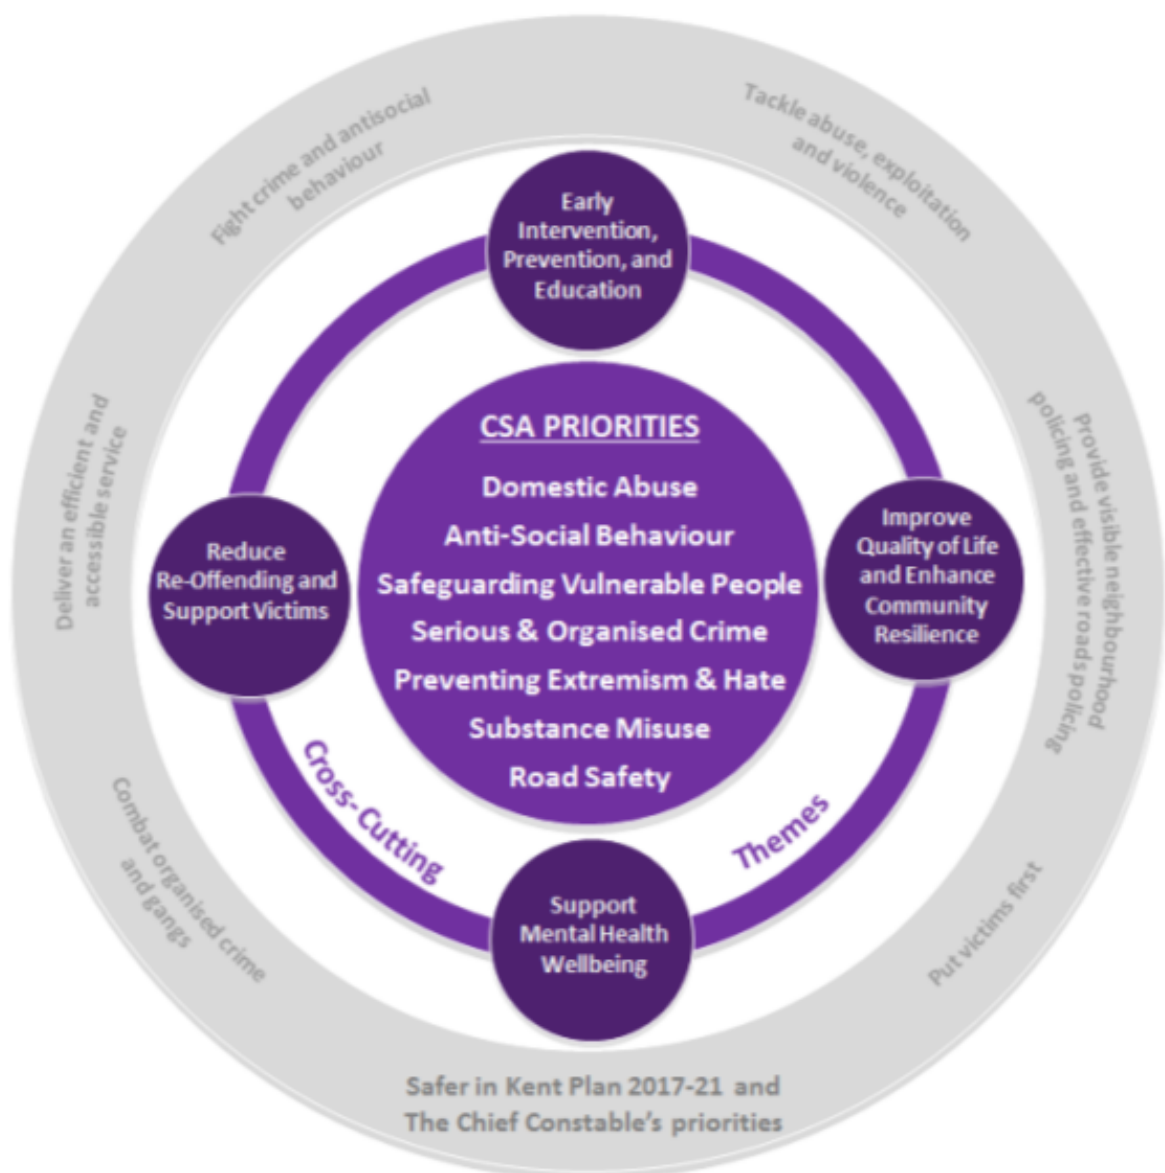 Fight crime and antisocial
behaviour
Tackle abuse, exploitation
and violence
Early
Intervention,
Prevention, and
Education
CSA PRIORITIES
Domestic Abuse
Anti-Social Behaviour
Safeguarding Vulnerable People
Serious & Organised Crime
Preventing Extremism & Hate
Substance Misuse
Road Safety
Deliver an efficient and
accessible service
Reduce
Re-Offending and
Support Victims
Improve
Quality of Life
and Enhance
Community
Resilience
Provide visible neighbourhood
policing and effective roads policing
Cross-Cutting
Themes
Combat organised crime
and gangs
Support
Mental Health
Wellbeing
Put victims first
Safer in Kent Plan 2017-21 and
The Chief Constable's priorities